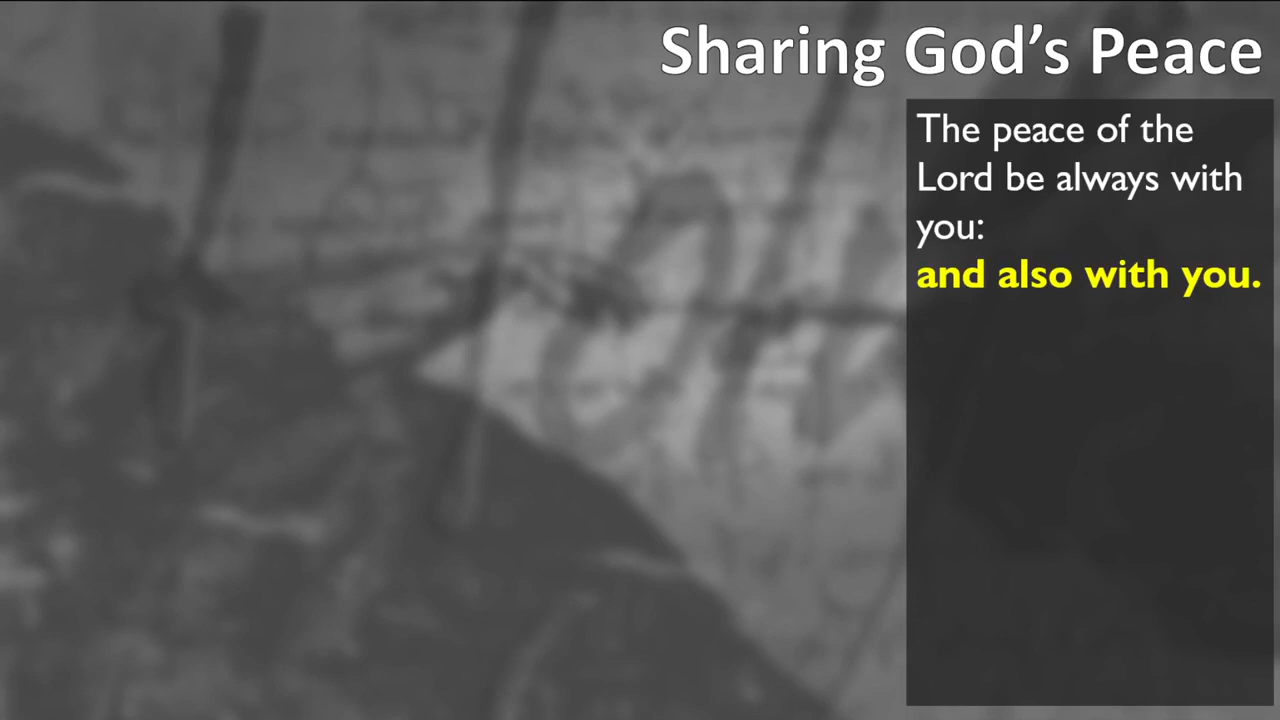 Sharing God’s Peace
The peace of the
Lord be always with
you:
and also with you.